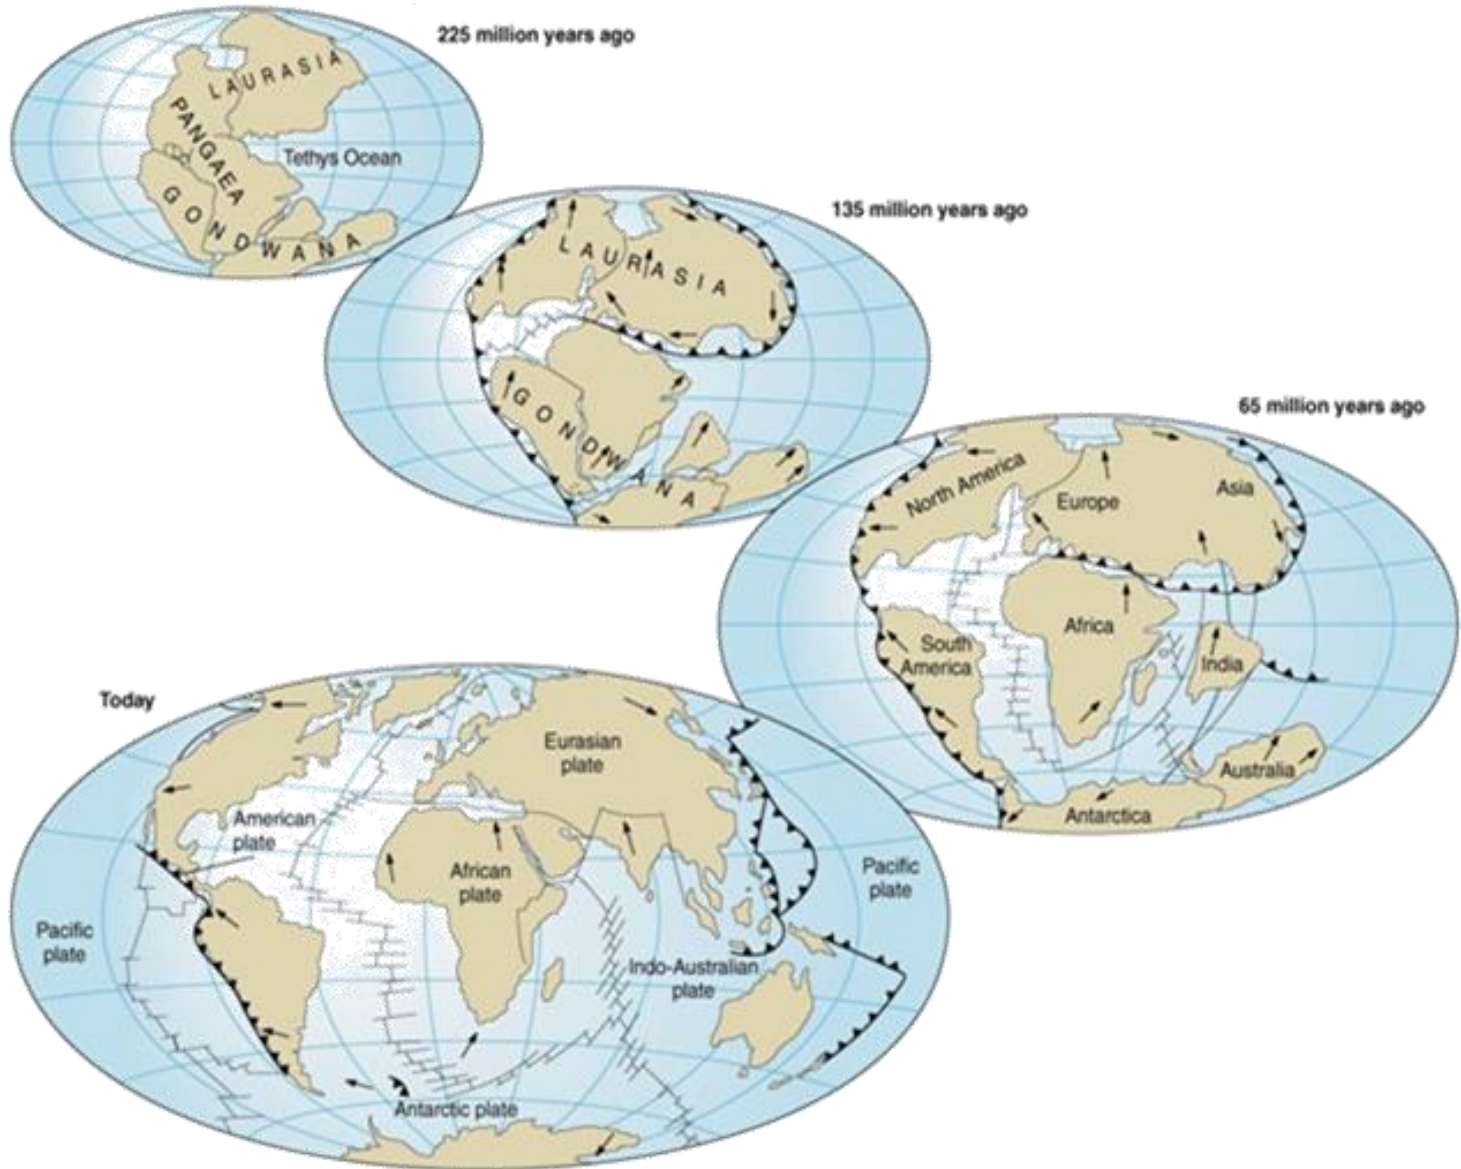 225 million years ago
LAURASIA
PANGAEA
Tethys Ocean
GONDWANA
135 million years ago
LAURASIA
GONDWANA
65 million years ago
North America
Europe
Asia
Africa
South
America
India
Australia
Antarctica
Today
Eurasian
plate
American
plate
African
plate
Pacific
plate
Pacific
plate
Indo-Australian
plate
Antarctic plate